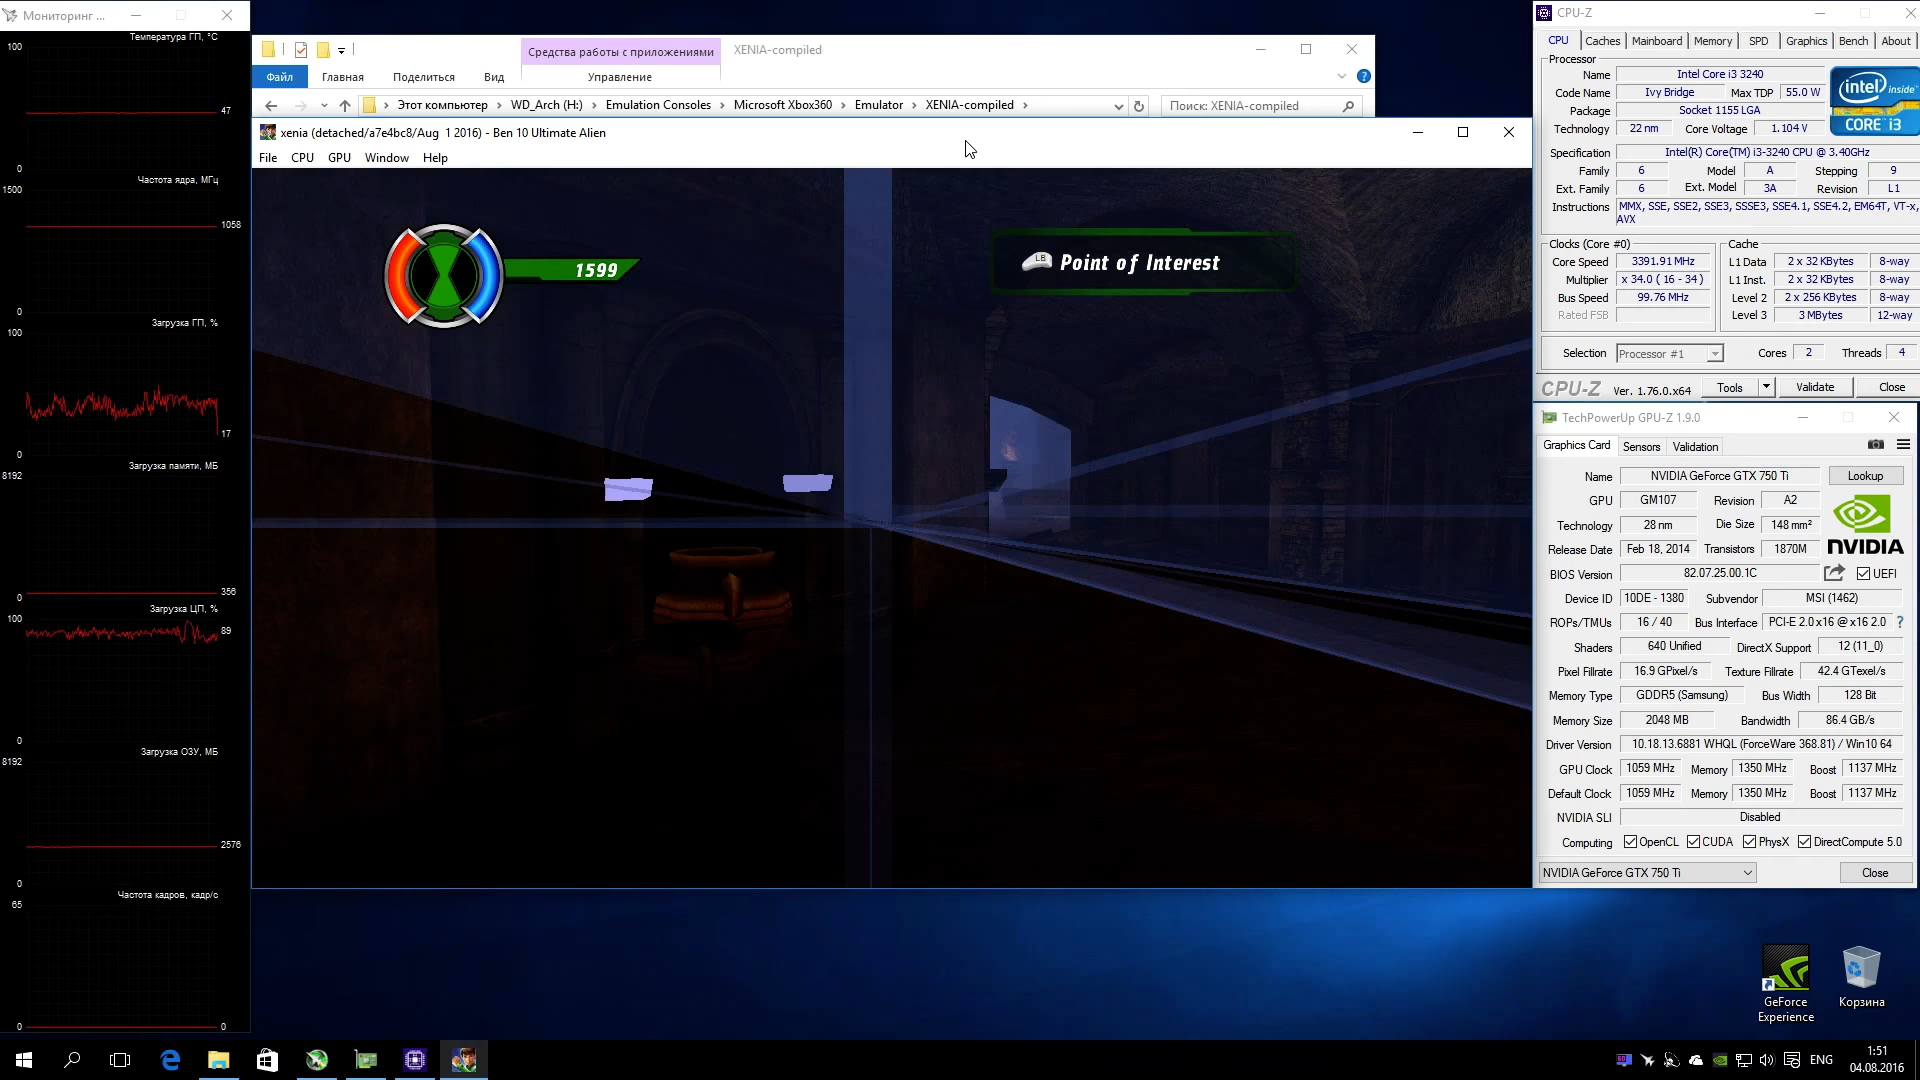 Мониторинг ...
Температура ГП, °C
100
47
0
Частота ядра, МГц
1500
1058
0
Загрузка ГП, %
100
17
0
Загрузка памяти, МБ
8192
356
0
Загрузка ЦП, %
100
89
0
Загрузка ОЗУ, МБ
8192
2576
0
Частота кадров, кадр/с
65
0
0
Средства работы с приложениями
XENIA-compiled
Файл
Главная
Поделиться
Вид
Управление
Этот компьютер
WD_Arch (H:)
Emulation Consoles
Microsoft Xbox360
Emulator
XENIA-compiled
Поиск: XENIA-compiled
xenia (detached/a7e4bc8/Aug 1 2016) - Ben 10 Ultimate Alien
File CPU GPU Window Help
1599
LB Point of Interest
CPU-Z
CPU Caches Mainboard Memory SPD Graphics Bench About
Processor
Name Intel Core i3 3240
Code Name Ivy Bridge Max TDP 55.0 W
Package Socket 1155 LGA
Technology 22 nm Core Voltage 1.104 V
intel inside™
CORE i3
Specification Intel(R) Core(TM) i3-3240 CPU @ 3.40GHz
Family 6 Model A Stepping 9
Ext. Family 6 Ext. Model 3A Revision L1
Instructions MMX, SSE, SSE2, SSE3, SSSE3, SSE4.1, SSE4.2, EM64T, VT-x,
AVX
Clocks (Core #0)
Core Speed 3391.91 MHz
Multiplier x 34.0 ( 16 - 34 )
Bus Speed 99.76 MHz
Rated FSB
Cache
L1 Data 2 x 32 KBytes 8-way
L1 Inst. 2 x 32 KBytes 8-way
Level 2 2 x 256 KBytes 8-way
Level 3 3 MBytes 12-way
Selection Processor #1 Cores 2 Threads 4
CPU-Z Ver. 1.76.0.x64 Tools Validate Close
TechPowerUp GPU-Z 1.9.0
Graphics Card Sensors Validation
Name NVIDIA GeForce GTX 750 Ti Lookup
GPU GM107 Revision A2
Technology 28 nm Die Size 148 mm²
Release Date Feb 18, 2014 Transistors 1870M
NVIDIA
BIOS Version 82.07.25.00.1C UEFI
Device ID 10DE - 1380 Subvendor MSI (1462)
ROPs/TMUs 16 / 40 Bus Interface PCI-E 2.0 x16 @ x16 2.0 ?
Shaders 640 Unified DirectX Support 12 (11_0)
Pixel Fillrate 16.9 GPixel/s Texture Fillrate 42.4 GTexel/s
Memory Type GDDR5 (Samsung) Bus Width 128 Bit
Memory Size 2048 MB Bandwidth 86.4 GB/s
Driver Version 10.18.13.6881 WHQL (ForceWare 368.81) / Win10 64
GPU Clock 1059 MHz Memory 1350 MHz Boost 1137 MHz
Default Clock 1059 MHz Memory 1350 MHz Boost 1137 MHz
NVIDIA SLI Disabled
Computing OpenCL CUDA PhysX DirectCompute 5.0
NVIDIA GeForce GTX 750 Ti Close
GeForce
Experience
Корзина
ENG
1:51
04.08.2016